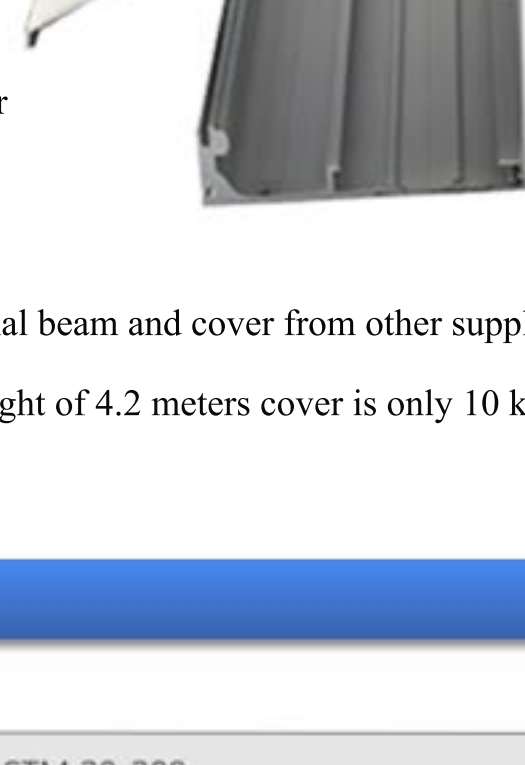 r
al beam and cover from other suppl
ght of 4.2 meters cover is only 10 k